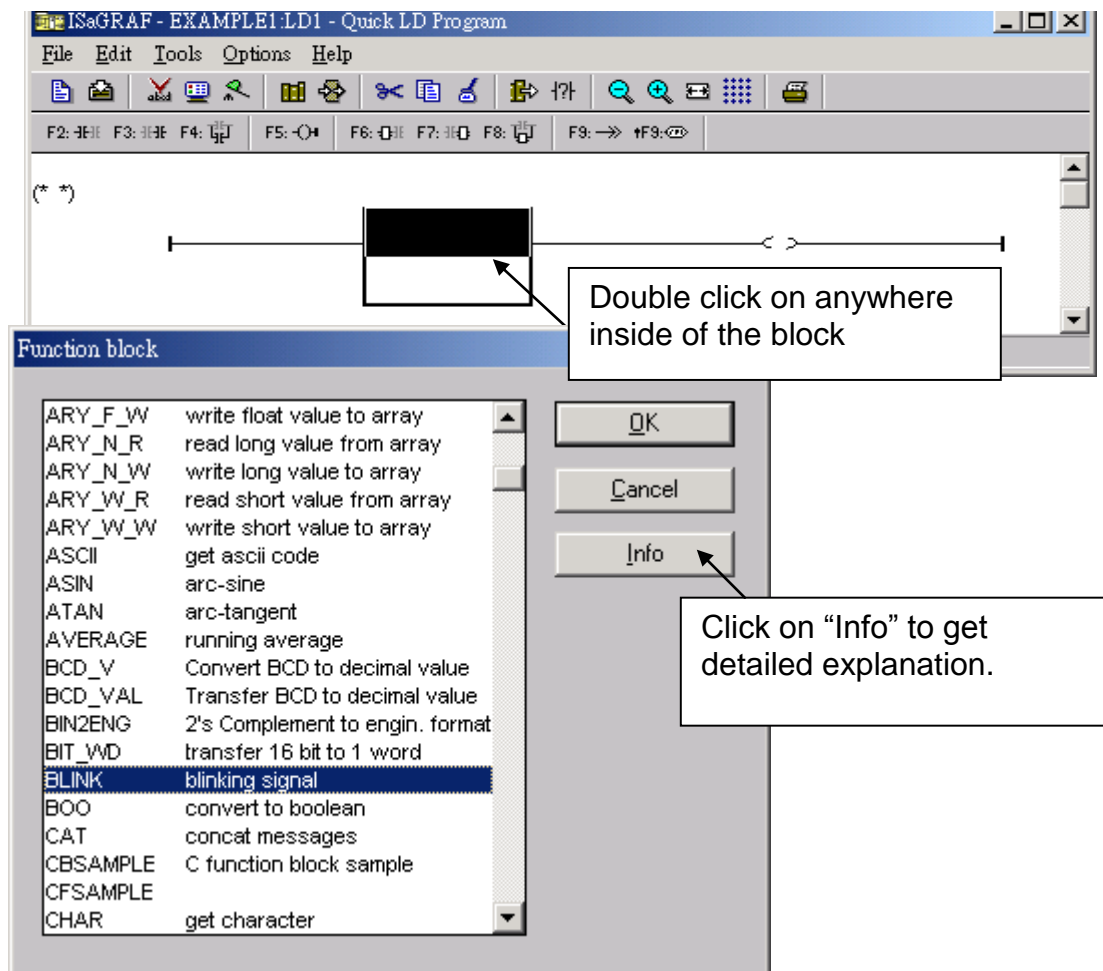 ISaGRAF - EXAMPLE1:LD1 - Quick LD Program
File Edit Tools Options Help
F2: F3: F4: F5: F6: F7: F8: F9: F9:
(* *)
Double click on anywhere
inside of the block
Function block
ARY_F_W write float value to array
ARY_N_R read long value from array
ARY_N_W write long value to array
ARY_W_R read short value from array
ARY_W_W write short value to array
ASCII get ascii code
ASIN arc-sine
ATAN arc-tangent
AVERAGE running average
BCD_V Convert BCD to decimal value
BCD_VAL Transfer BCD to decimal value
BIN2ENG 2's Complement to engin. format
BIT_WD transfer 16 bit to 1 word
BLINK blinking signal
BOO convert to boolean
CAT concat messages
CBSAMPLE C function block sample
CFSAMPLE
CHAR get character
OK
Cancel
Info
Click on “Info” to get
detailed explanation.